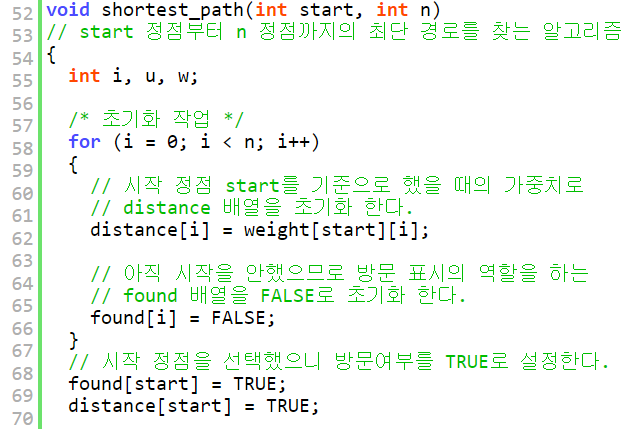 52 void shortest_path(int start, int n)
53 // start 정점부터 n 정점까지의 최단 경로를 찾는 알고리즘
54 {
55 int i, u, w;
56
57 /* 초기화 작업 */
58 for (i = 0; i < n; i++)
59 {
60 // 시작 정점 start를 기준으로 했을 때의 가중치로
61 // distance 배열을 초기화 한다.
62 distance[i] = weight[start][i];
63
64 // 아직 시작을 안했으므로 방문 표시의 역할을 하는
65 // found 배열을 FALSE로 초기화 한다.
66 found[i] = FALSE;
67 }
68 // 시작 정점을 선택했으니 방문여부를 TRUE로 설정한다.
69 found[start] = TRUE;
70 distance[start] = TRUE;